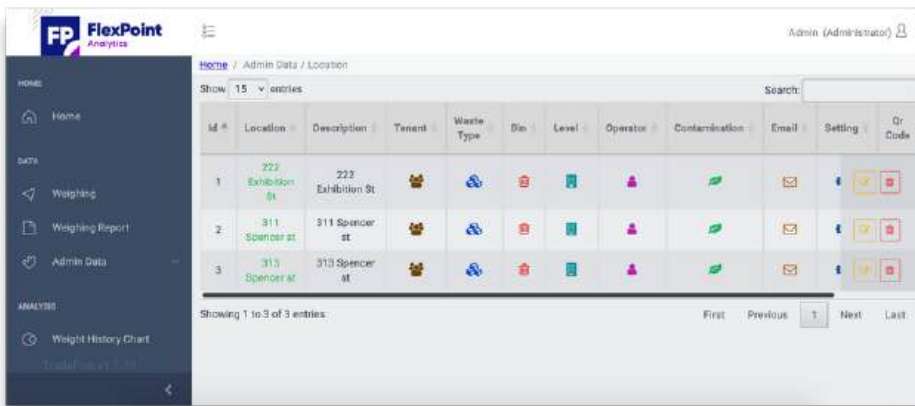 FP FlexPoint
Analytics
Admin (Administrator)
HOME
Home
DATA
Weighing
Weighing Report
Admin Data
ANALYSIS
Weight History Chart
Home / Admin Data / Location
Show 15 entries
Search:
Id Location Description Tenant Waste Type Bin Level Operator Contamination Email Setting Qr Code
1 222 Exhibition St 222 Exhibition St
2 311 Spencer st 311 Spencer st
3 313 Spencer st 313 Spencer st
Showing 1 to 3 of 3 entries
First Previous 1 Next Last